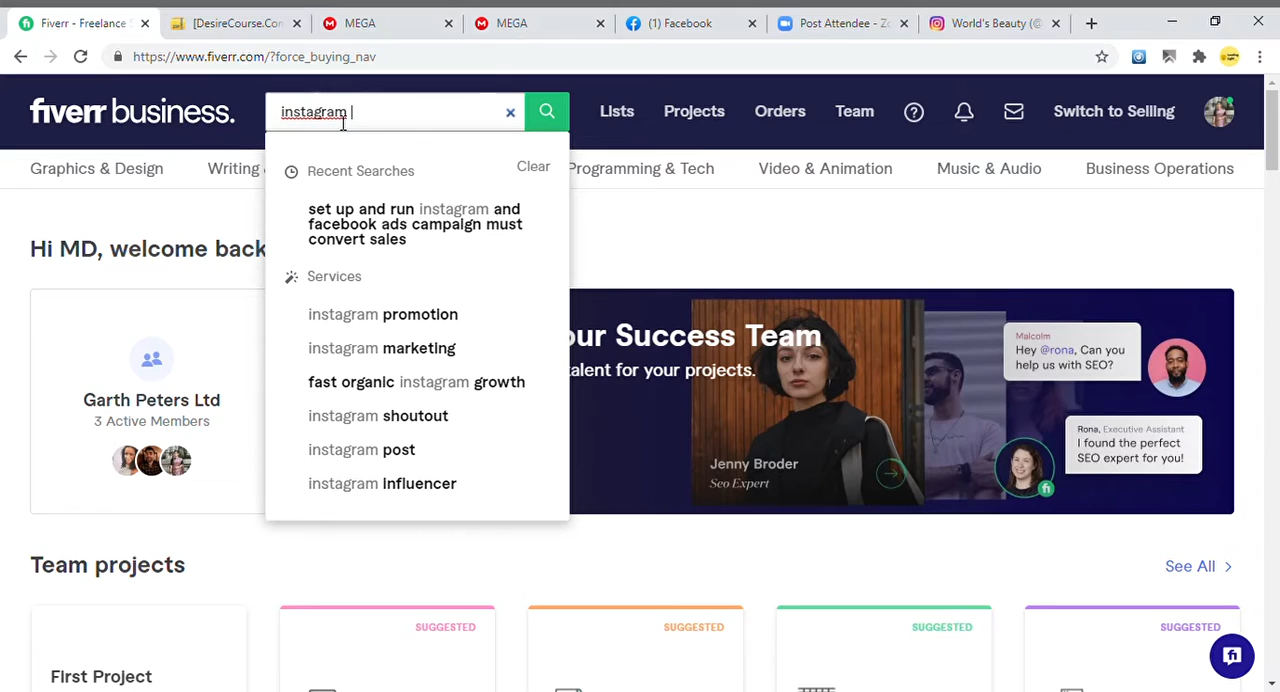 Fiverr - Freelance S
[DesireCourse.Co
MEGA
MEGA
(1) Facebook
Post Attendee - Zo
World's Beauty (@
https://www.fiverr.com/?force_buying_nav
fiverr business.
instagram
Lists
Projects
Orders
Team
Switch to Selling
Graphics & Design
Writing
Programming & Tech
Video & Animation
Music & Audio
Business Operations
Recent Searches
Clear
set up and run instagram and
facebook ads campaign must
convert sales
Services
instagram promotion
instagram marketing
fast organic instagram growth
instagram shoutout
instagram post
instagram influencer
Hi MD, welcome back
Garth Peters Ltd
3 Active Members
our Success Team
talent for your projects.
Jenny Broder
Seo Expert
Malcolm
Hey @rona, Can you
help us with SEO?
Rona, Executive Assistant
I found the perfect
SEO expert for you!
fi
Team projects
See All
First Project
SUGGESTED
SUGGESTED
SUGGESTED
SUGGESTED
fi